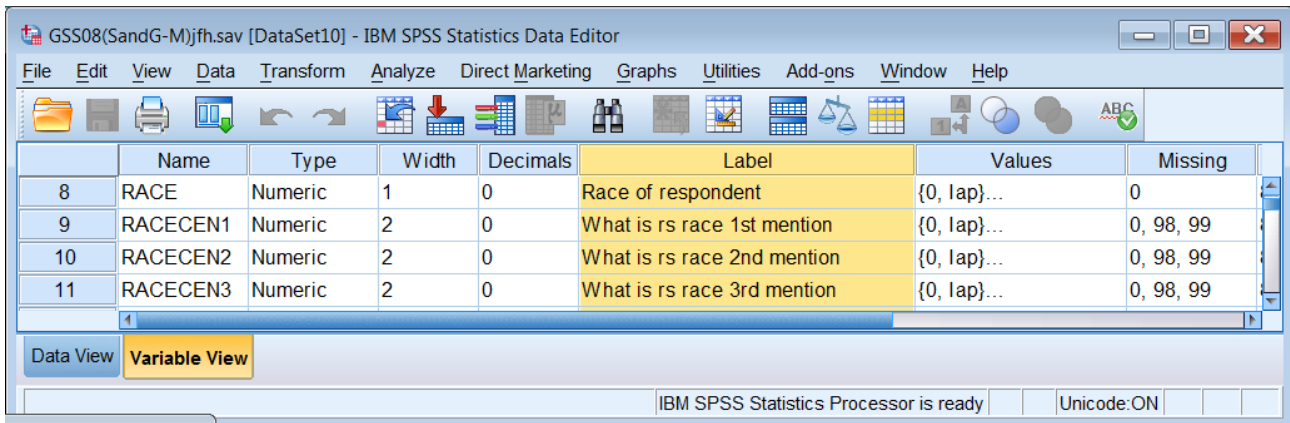 GSS08(SandG-M)jfh.sav [DataSet10] - IBM SPSS Statistics Data Editor
File Edit View Data Transform Analyze Direct Marketing Graphs Utilities Add-ons Window Help
A
1
μ
ABC
Name Type Width Decimals Label Values Missing
8 RACE Numeric 1 0 Race of respondent {0, Iap}... 0
9 RACECEN1 Numeric 2 0 What is rs race 1st mention {0, Iap}... 0, 98, 99
10 RACECEN2 Numeric 2 0 What is rs race 2nd mention {0, Iap}... 0, 98, 99
11 RACECEN3 Numeric 2 0 What is rs race 3rd mention {0, Iap}... 0, 98, 99
Data View Variable View
IBM SPSS Statistics Processor is ready Unicode:ON